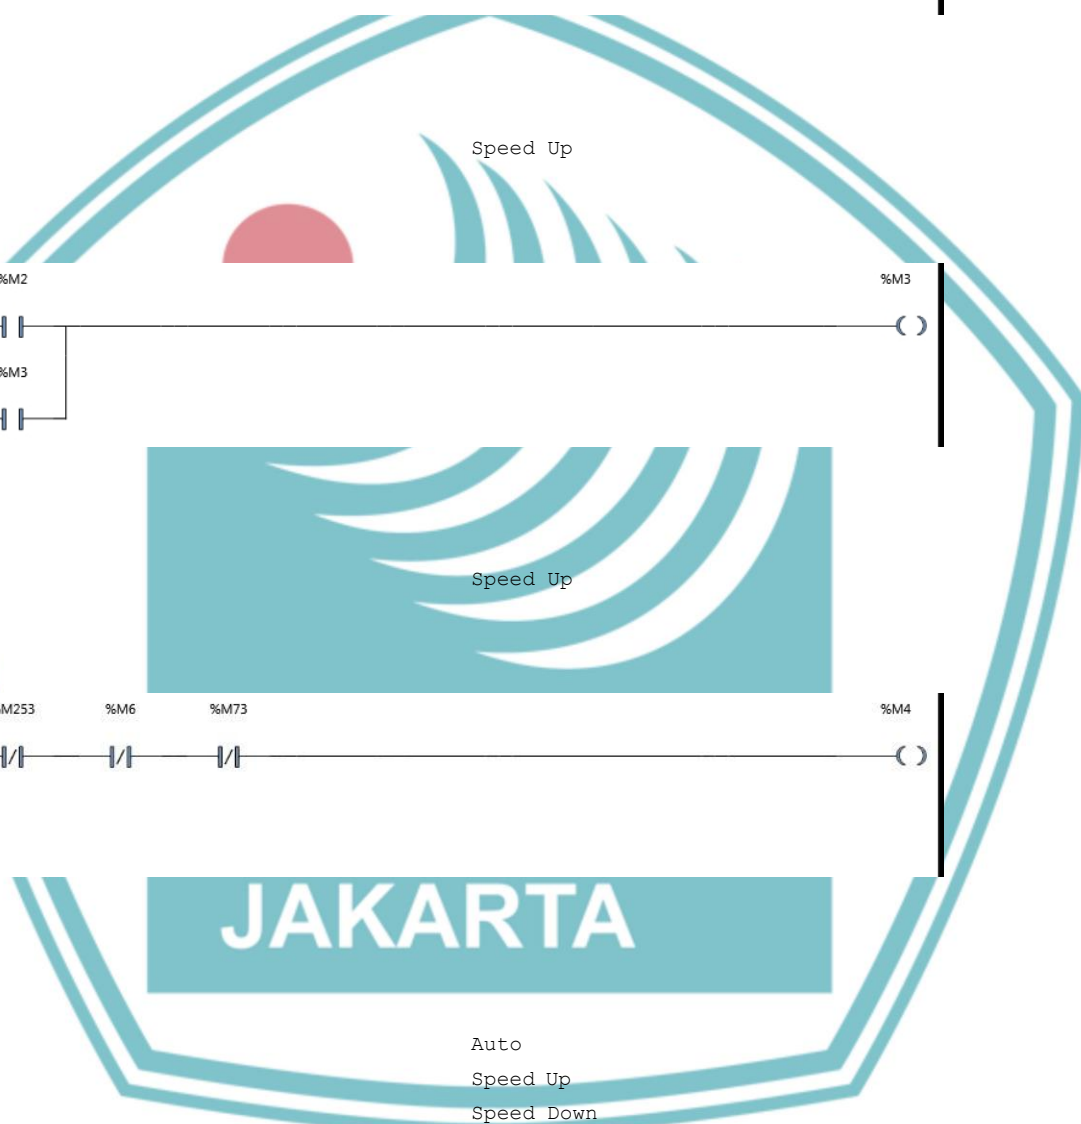 Speed Up
%M2 %M3
%M3
Speed Up
%M253 %M6 %M73 %M4
JAKARTA
Auto
Speed Up
Speed Down